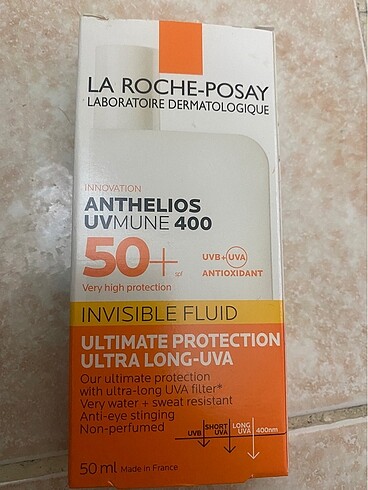 LA ROCHE-POSAY
LABORATOIRE DERMATOLOGIQUE
INNOVATION
ANTHELIOS
UVMUNE 400
50+ spf
UVB+UVA
ANTIOXIDANT
Very high protection
INVISIBLE FLUID
ULTIMATE PROTECTION
ULTRA LONG-UVA
Our ultimate protection
with ultra-long UVA filter*
Very water + sweat resistant
Anti-eye stinging
Non-perfumed
UVB
SHORT
UVA
LONG
UVA
400nm
50 ml Made in France